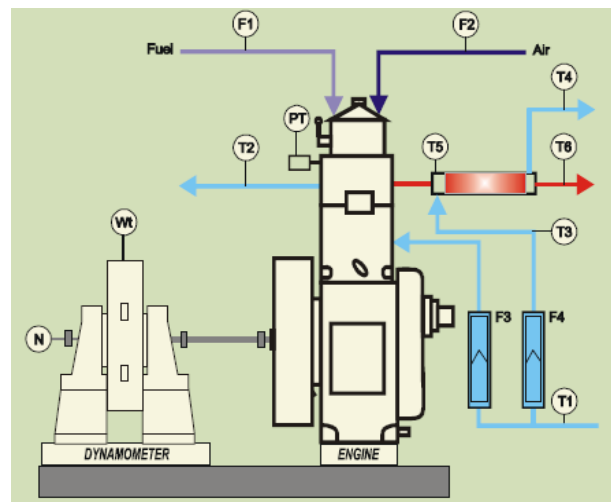 F1
F2
Fuel
Air
T4
PT
T2
T5
T6
Wt
T3
F3
F4
N
T1
DYNAMOMETER
ENGINE